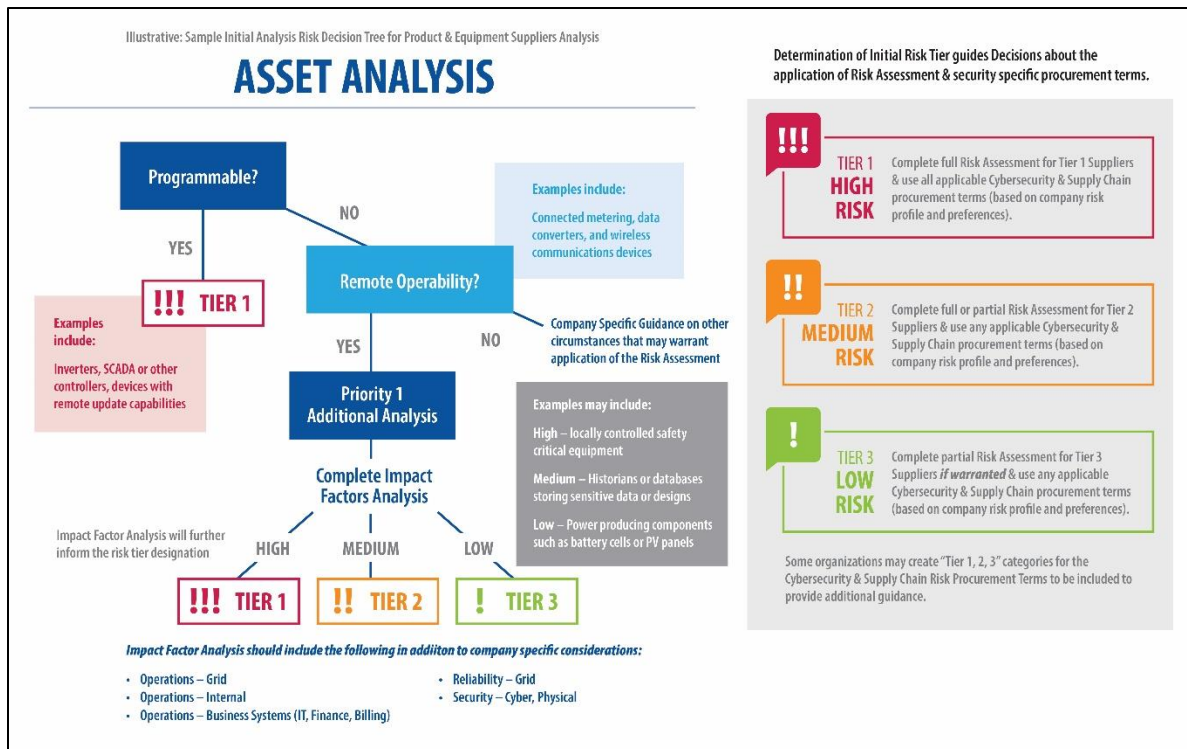 Illustrative: Sample Initial Analysis Risk Decision Tree for Product & Equipment Suppliers Analysis
ASSET ANALYSIS
Programmable?
NO
YES
!!! TIER 1
Examples
include:
Inverters, SCADA or other
controllers, devices with
remote update capabilities
Examples include:
Connected metering, data
converters, and wireless
communications devices
Remote Operability?
YES
NO
Company Specific Guidance on other
circumstances that may warrant
application of the Risk Assessment
Priority 1
Additional Analysis
Examples may include:
High – locally controlled safety
critical equipment
Medium – Historians or databases
storing sensitive data or designs
Low – Power producing components
such as battery cells or PV panels
Complete Impact
Factors Analysis
Impact Factor Analysis will further
inform the risk tier designation
HIGH
MEDIUM
LOW
!!! TIER 1
!! TIER 2
! TIER 3
Impact Factor Analysis should include the following in addiiton to company specific considerations:
• Operations – Grid
• Operations – Internal
• Operations – Business Systems (IT, Finance, Billing)
• Reliability – Grid
• Security – Cyber, Physical
Determination of Initial Risk Tier guides Decisions about the
application of Risk Assessment & security specific procurement terms.
!!!
TIER 1
HIGH
RISK
Complete full Risk Assessment for Tier 1 Suppliers
& use all applicable Cybersecurity & Supply Chain
procurement terms (based on company risk
profile and preferences).
!!
TIER 2
MEDIUM
RISK
Complete full or partial Risk Assessment for Tier 2
Suppliers & use any applicable Cybersecurity &
Supply Chain procurement terms (based on
company risk profile and preferences).
!
TIER 3
LOW
RISK
Complete partial Risk Assessment for Tier 3
Suppliers if warranted & use any applicable
Cybersecurity & Supply Chain procurement terms
(based on company risk profile and preferences).
Some organizations may create "Tier 1, 2, 3" categories for the
Cybersecurity & Supply Chain Risk Procurement Terms to be included to
provide additional guidance.